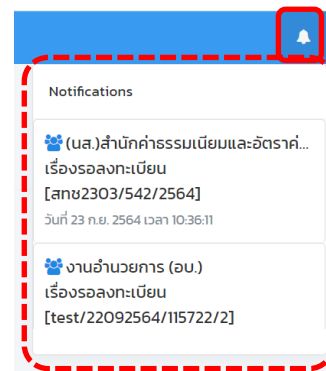 Notifications
(นส.)สำนักค่าธรรมเนียมและอัตราค่...
เรื่องรอลงทะเบียน
[สทช2303/542/2564]
วันที่ 23 ก.ย. 2564 เวลา 10:36:11
งานอำนวยการ (อบ.)
เรื่องรอลงทะเบียน
[test/22092564/115722/2]